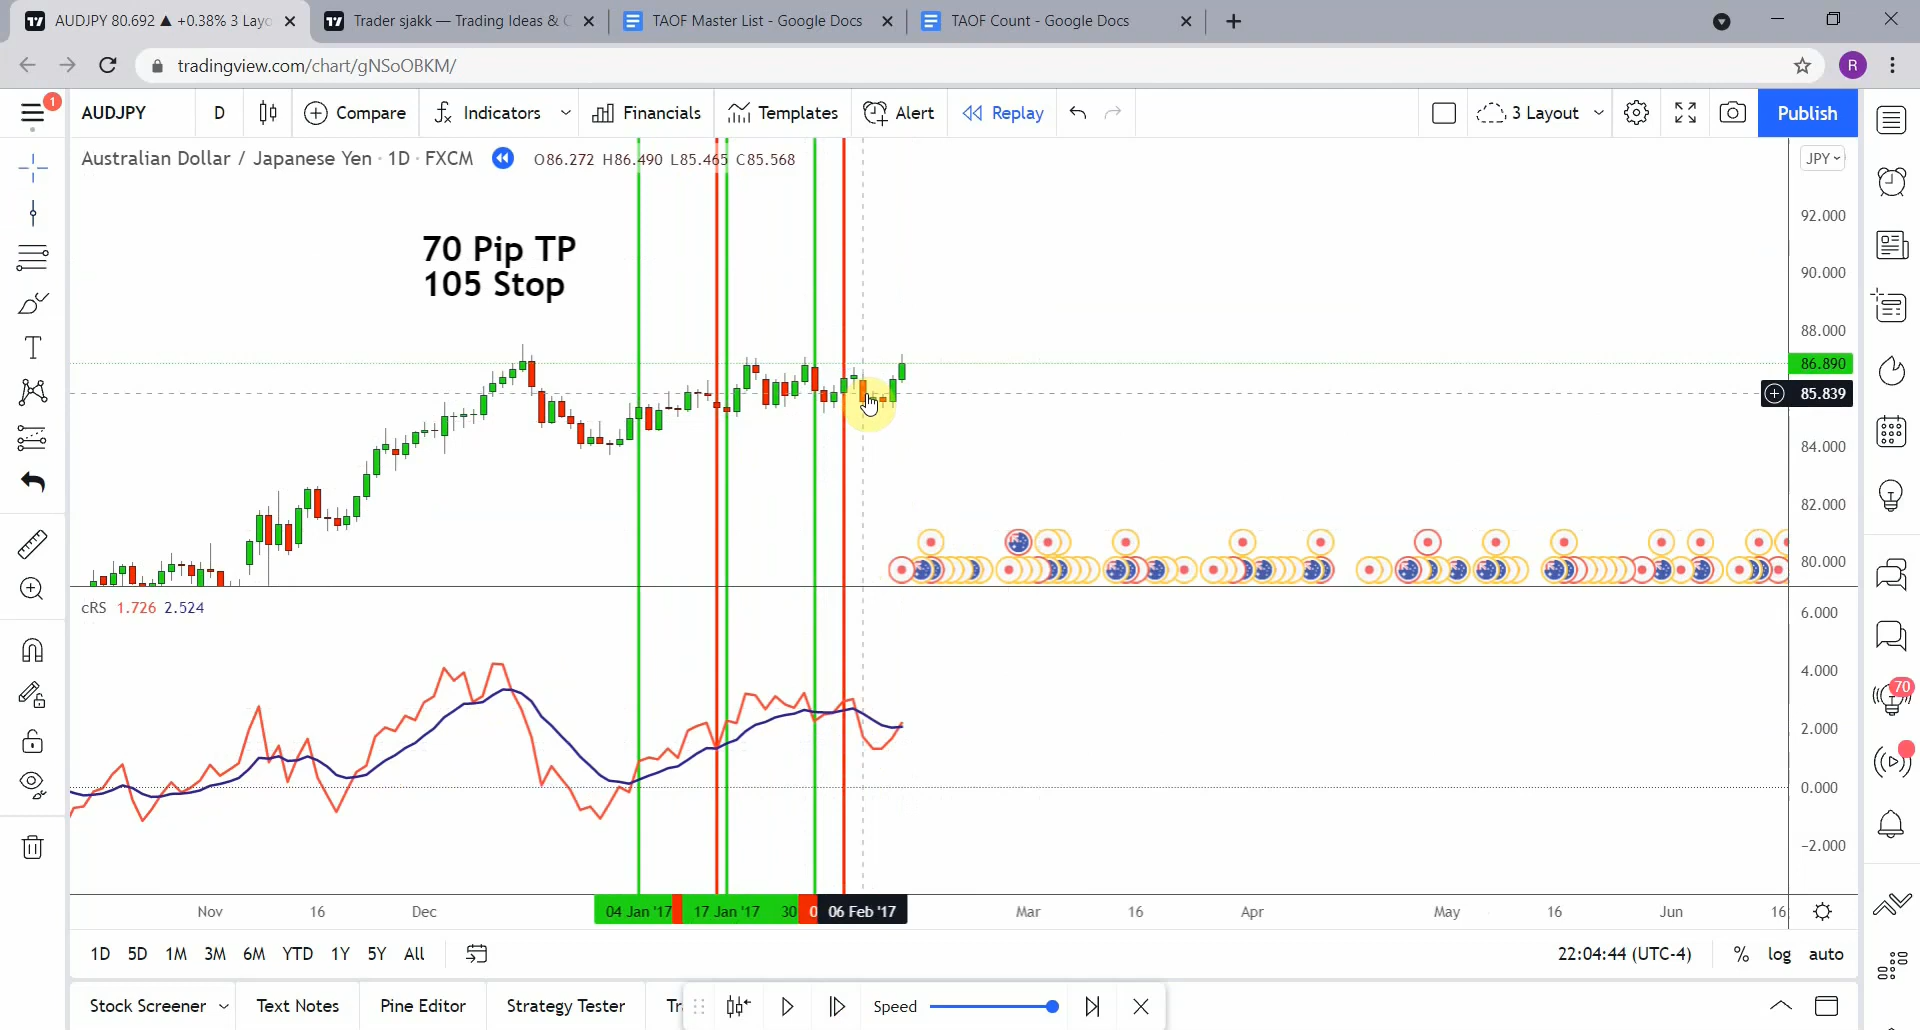 AUDJPY 80.692 ▲ +0.38% 3 Layo
Trader sjakk — Trading Ideas & C
TAOF Master List - Google Docs
TAOF Count - Google Docs
tradingview.com/chart/gNSoOBKM/
R
1
AUDJPY
D
Compare
Indicators
Financials
Templates
Alert
Replay
3 Layout
Publish
Australian Dollar / Japanese Yen · 1D · FXCM
O86.272 H86.490 L85.465 C85.568
JPY
70 Pip TP
105 Stop
92.000
90.000
88.000
86.890
85.839
84.000
82.000
80.000
cRS 1.726 2.524
6.000
4.000
2.000
0.000
−2.000
70
Nov
16
Dec
04 Jan '17
17 Jan '17
30
0
06 Feb '17
Mar
16
Apr
May
16
Jun
16
1D
5D
1M
3M
6M
YTD
1Y
5Y
All
22:04:44 (UTC-4)
%
log
auto
Stock Screener
Text Notes
Pine Editor
Strategy Tester
Tr
Speed